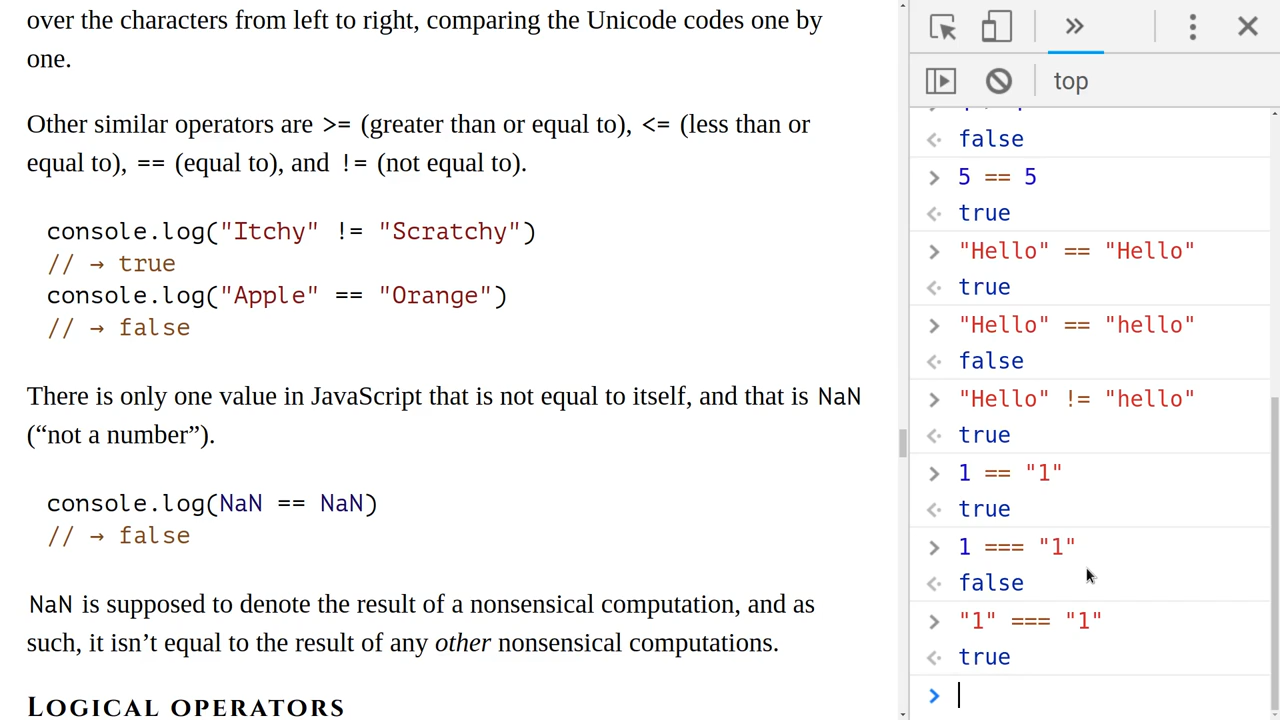 over the characters from left to right, comparing the Unicode codes one by
one.
Other similar operators are >= (greater than or equal to), <= (less than or
equal to), == (equal to), and != (not equal to).
console.log("Itchy" != "Scratchy")
// → true
console.log("Apple" == "Orange")
// → false
There is only one value in JavaScript that is not equal to itself, and that is NaN
(“not a number”).
console.log(NaN == NaN)
// → false
NaN is supposed to denote the result of a nonsensical computation, and as
such, it isn’t equal to the result of any other nonsensical computations.
LOGICAL OPERATORS
top
false
5 == 5
true
"Hello" == "Hello"
true
"Hello" == "hello"
false
"Hello" != "hello"
true
1 == "1"
true
1 === "1"
false
"1" === "1"
true